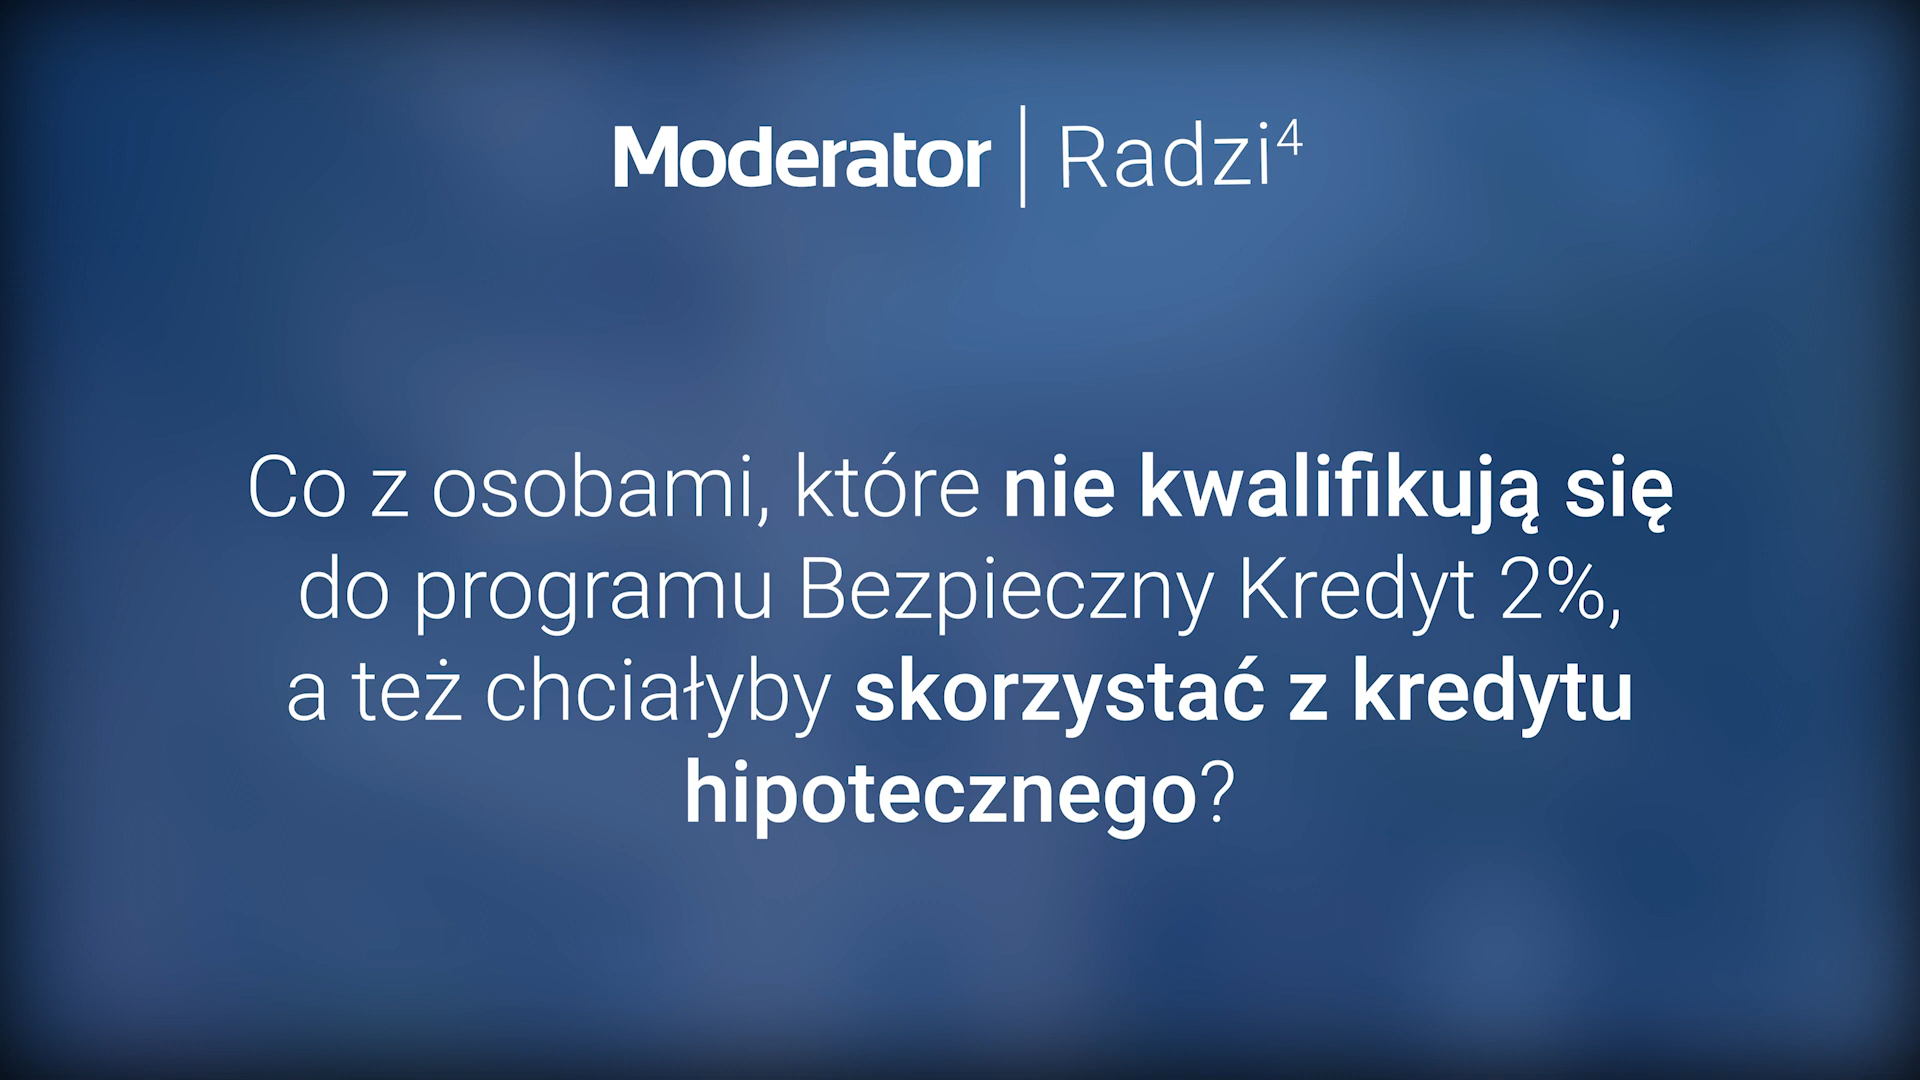 Moderator | Radzi⁴
Co z osobami, które nie kwalifikują się
do programu Bezpieczny Kredyt 2%,
a też chciałyby skorzystać z kredytu
hipotecznego?